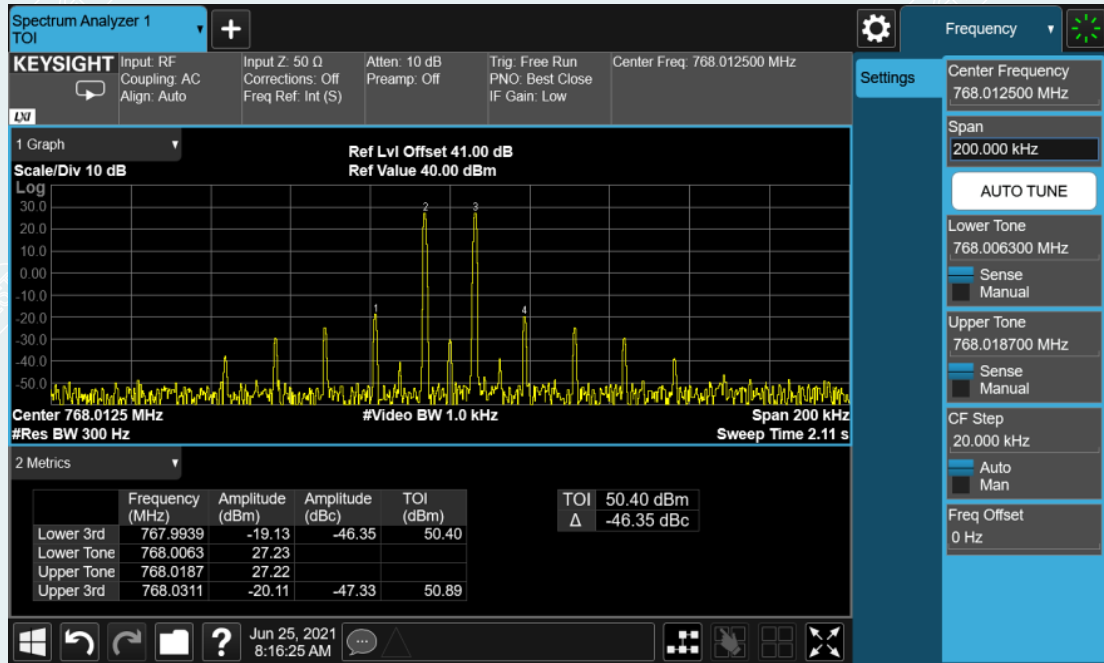 Spectrum Analyzer 1
TOI
+
Frequency
KEYSIGHT
LXI
Input: RF
Coupling: AC
Align: Auto
Input Z: 50 Ω
Corrections: Off
Freq Ref: Int (S)
Atten: 10 dB
Preamp: Off
Trig: Free Run
PNO: Best Close
IF Gain: Low
Center Freq: 768.012500 MHz
1 Graph
Scale/Div 10 dB
Ref Lvl Offset 41.00 dB
Ref Value 40.00 dBm
Log
30.0
20.0
10.0
0.00
-10.0
-20.0
-30.0
-40.0
-50.0
1
2
3
4
Center 768.0125 MHz
#Video BW 1.0 kHz
Span 200 kHz
#Res BW 300 Hz
Sweep Time 2.11 s
2 Metrics
Frequency (MHz) Amplitude (dBm) Amplitude (dBc) TOI (dBm)
Lower 3rd 767.9939 -19.13 -46.35 50.40
Lower Tone 768.0063 27.23
Upper Tone 768.0187 27.22
Upper 3rd 768.0311 -20.11 -47.33 50.89
TOI 50.40 dBm
Δ -46.35 dBc
Settings
Center Frequency
768.012500 MHz
Span
200.000 kHz
AUTO TUNE
Lower Tone
768.006300 MHz
Sense
Manual
Upper Tone
768.018700 MHz
Sense
Manual
CF Step
20.000 kHz
Auto
Man
Freq Offset
0 Hz
?
Jun 25, 2021
8:16:25 AM